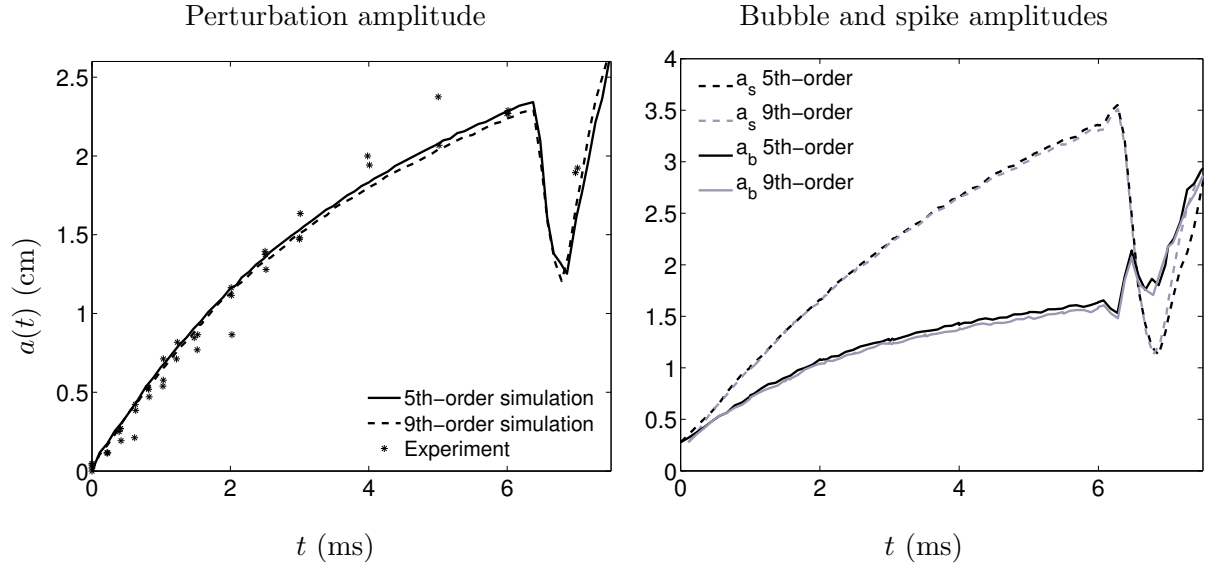 Perturbation amplitude
a(t) (cm)
2.5
2
1.5
1
0.5
0
5th−order simulation
9th−order simulation
Experiment
0 2 4 6
t (ms)
Bubble and spike amplitudes
4
3.5
3
2.5
2
1.5
1
0.5
0
a_s 5th−order
a_s 9th−order
a_b 5th−order
a_b 9th−order
0 2 4 6
t (ms)